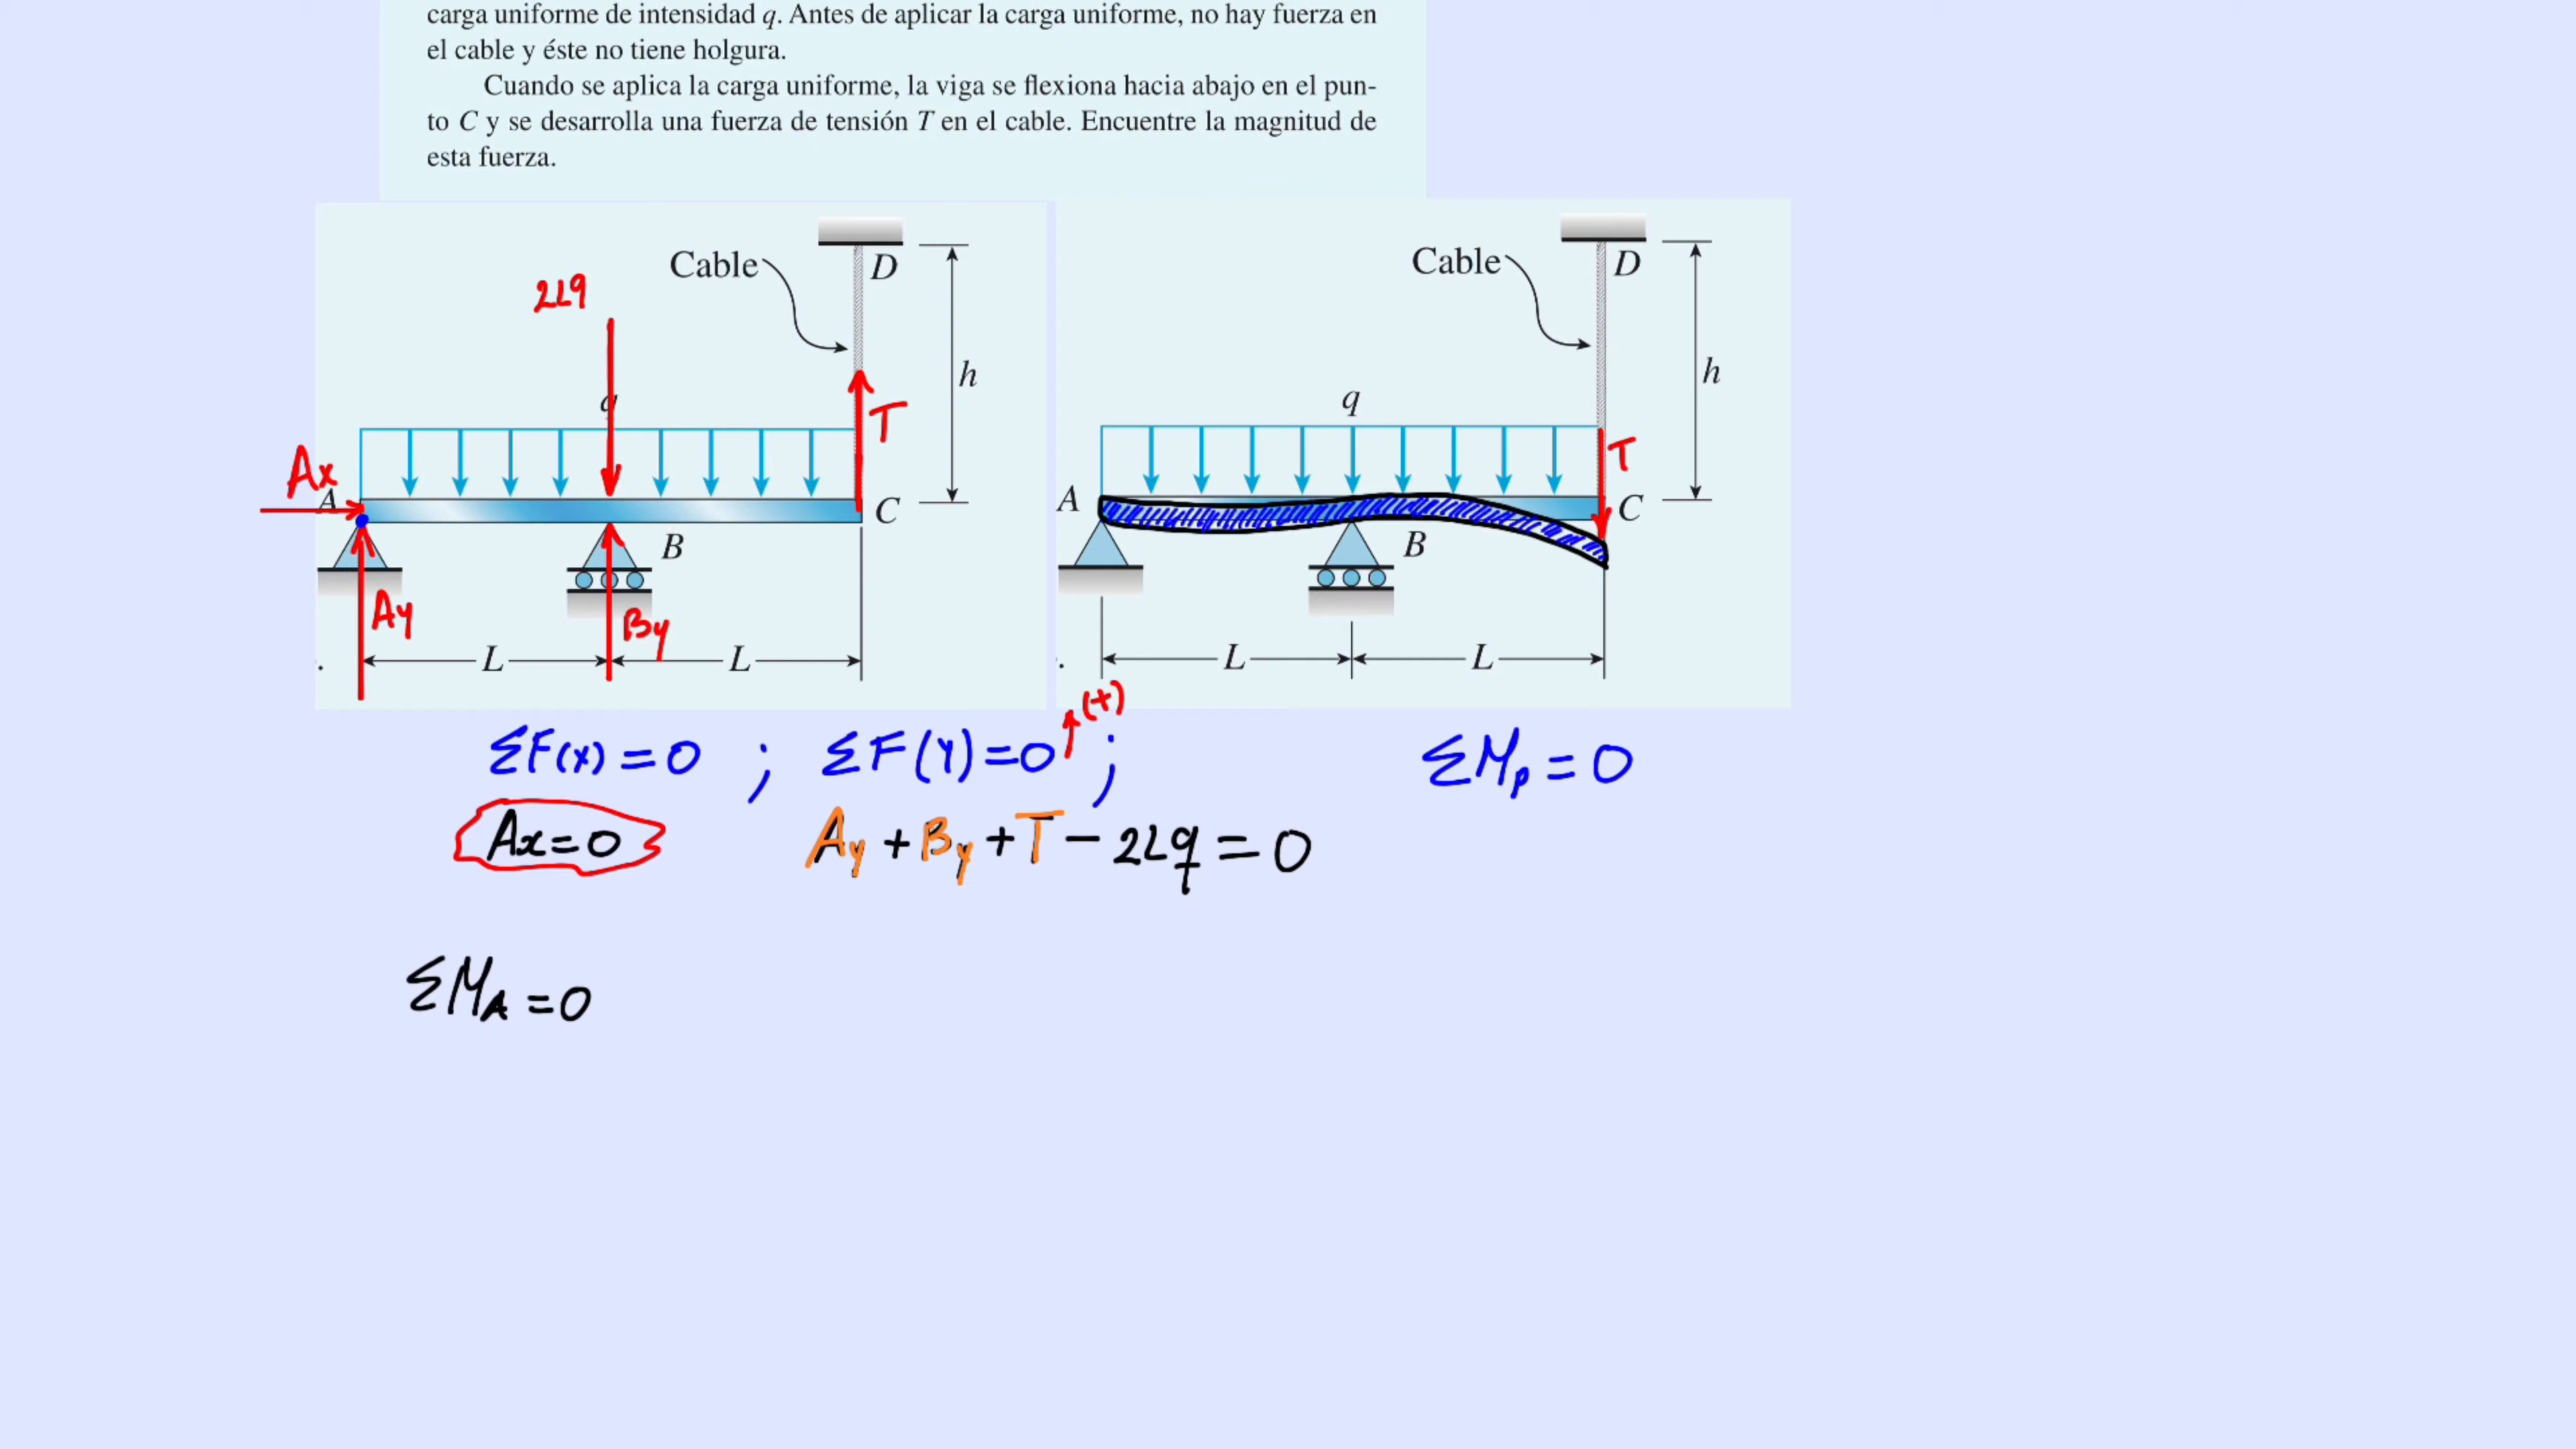 carga uniforme de intensidad q. Antes de aplicar la carga uniforme, no hay fuerza en
el cable y éste no tiene holgura.
Cuando se aplica la carga uniforme, la viga se flexiona hacia abajo en el pun-
to C y se desarrolla una fuerza de tensión T en el cable. Encuentre la magnitud de
esta fuerza.
Cable
D
2Lq
h
q
T
Ax
A
C
B
Ay
By
L
L
Cable
D
h
q
T
A
C
B
L
L
ΣF(x)=0 ; ΣF(Y)=0 ↑(+) ; ΣMp=0
Ax=0
Ay+By+T-2Lq=0
ΣMA=0